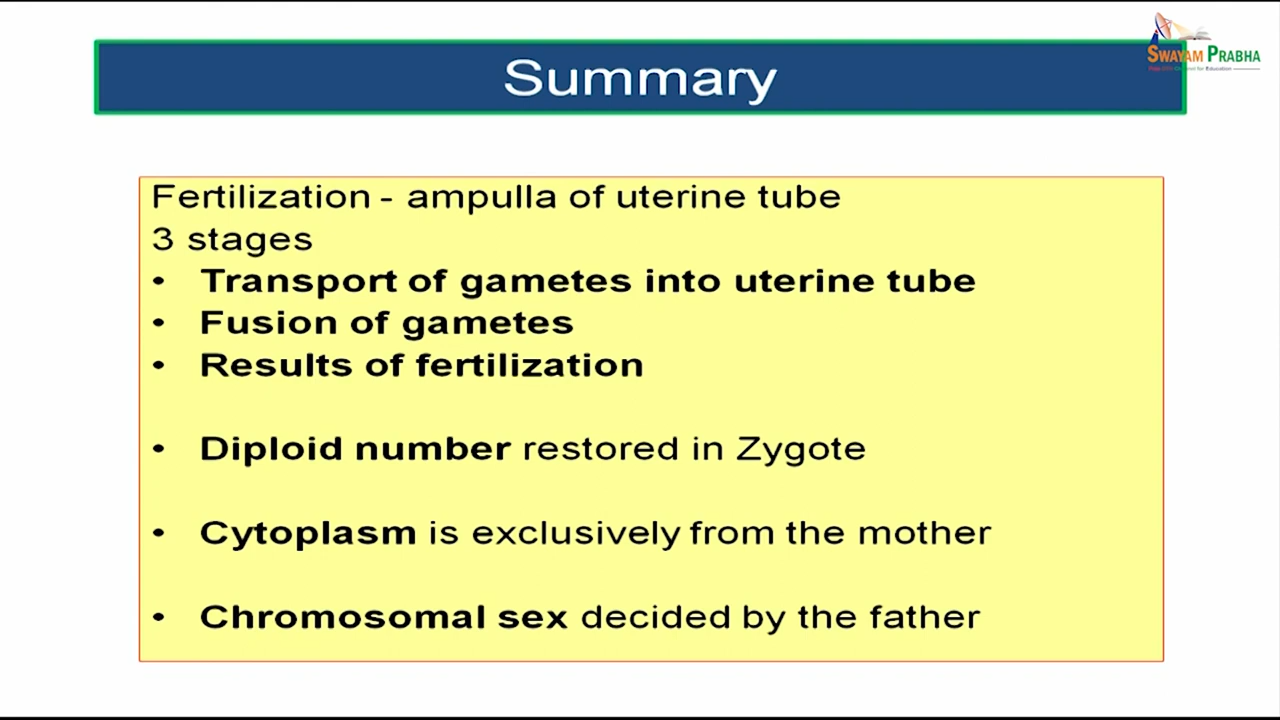 SWAYAM PRABHA
Summary
Fertilization - ampulla of uterine tube
3 stages
• Transport of gametes into uterine tube
• Fusion of gametes
• Results of fertilization
• Diploid number restored in Zygote
• Cytoplasm is exclusively from the mother
• Chromosomal sex decided by the father